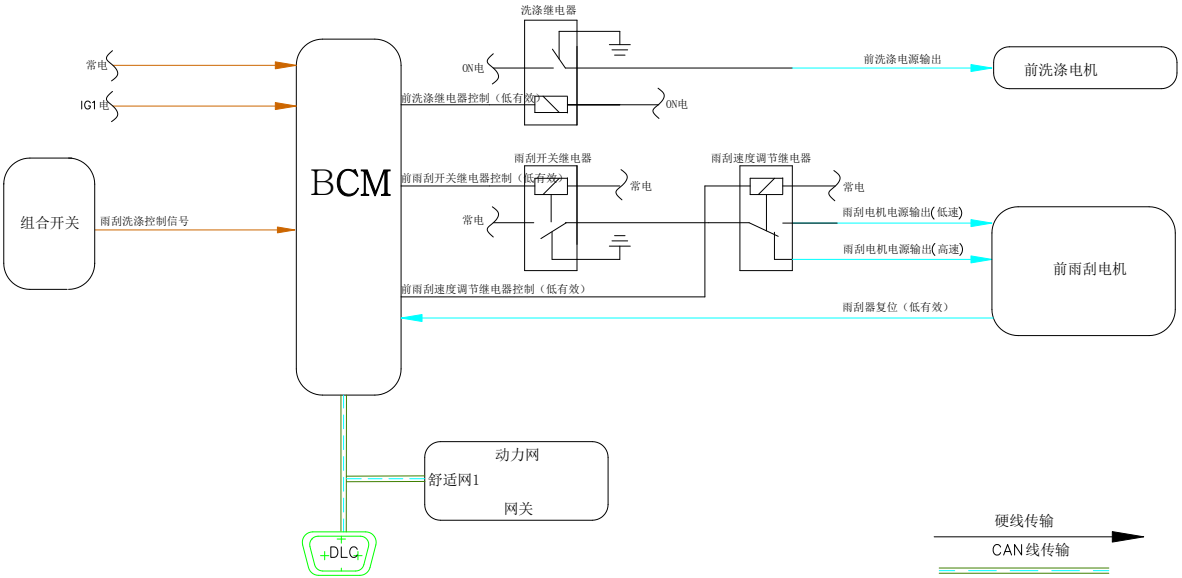 洗涤继电器
常电
ON电
前洗涤电源输出
前洗涤电机
IG1电
前洗涤继电器控制（低有效）
ON电
BCM
雨刮开关继电器
雨刮速度调节继电器
前雨刮开关继电器控制（低有效）
常电
常电
组合开关
雨刮洗涤控制信号
常电
雨刮电机电源输出(低速)
雨刮电机电源输出(高速)
前雨刮电机
前雨刮速度调节继电器控制（低有效）
雨刮器复位（低有效）
动力网
舒适网1
网关
DLC
硬线传输
CAN线传输